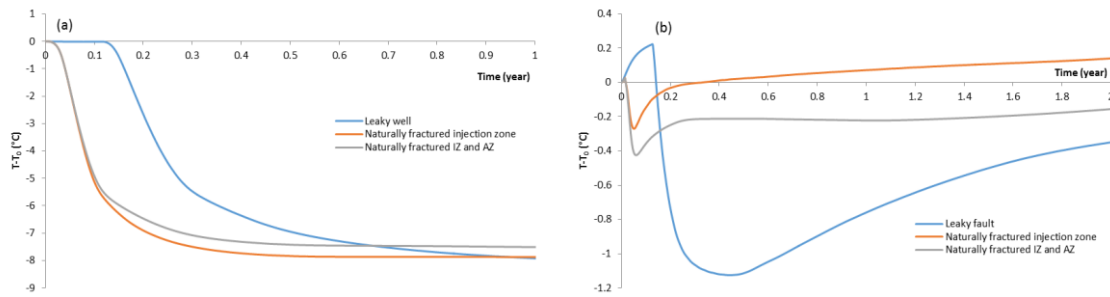 (a)
1
0
-1
-2
-3
-4
-5
-6
-7
-8
-9
0 0.1 0.2 0.3 0.4 0.5 0.6 0.7 0.8 0.9 1
Time (year)
T-T0 (°C)
Leaky well
Naturally fractured injection zone
Naturally fractured IZ and AZ
(b)
0.4
0.2
0
-0.2
-0.4
-0.6
-0.8
-1
-1.2
0 0.2 0.4 0.6 0.8 1 1.2 1.4 1.6 1.8 2
Time (year)
T-T0 (°C)
Leaky fault
Naturally fractured injection zone
Naturally fractured IZ and AZ